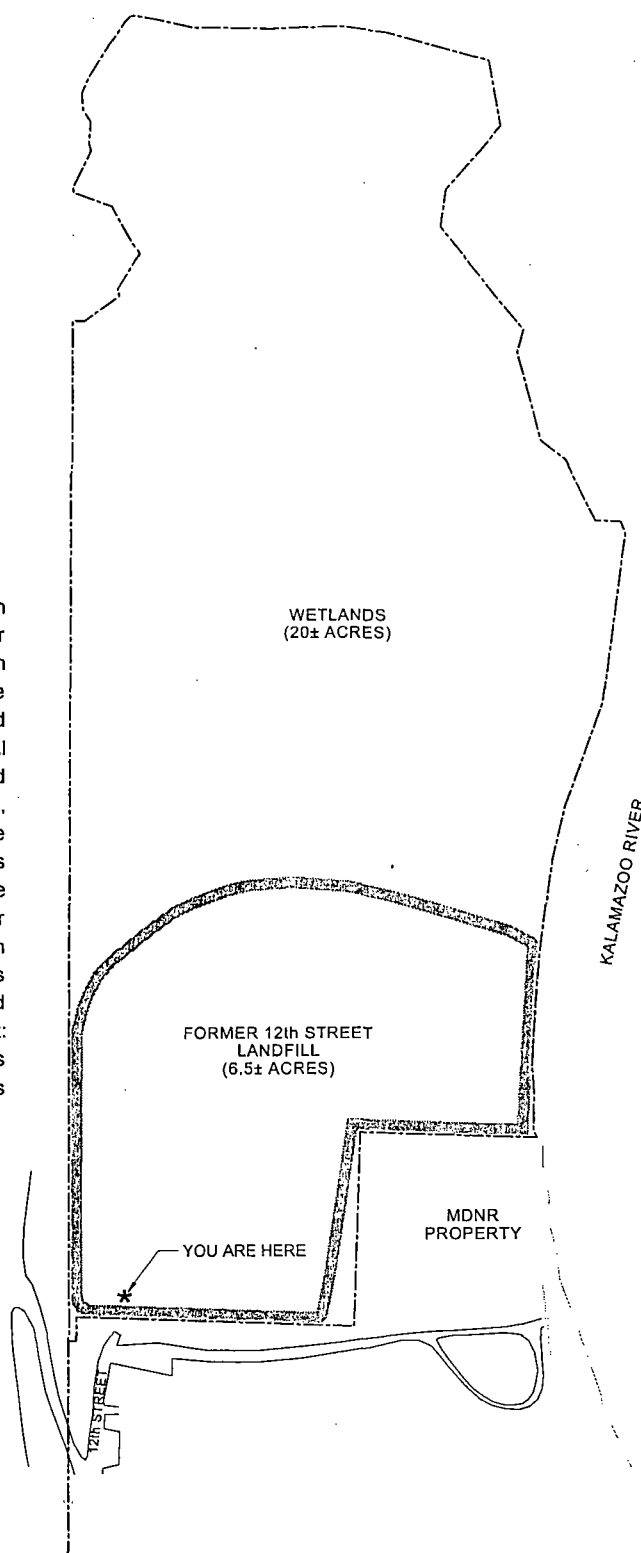 WETLANDS
(20± ACRES)
KALAMAZOO RIVER
FORMER 12th STREET
LANDFILL
(6.5± ACRES)
MDNR
PROPERTY
YOU ARE HERE
*
12th STREET